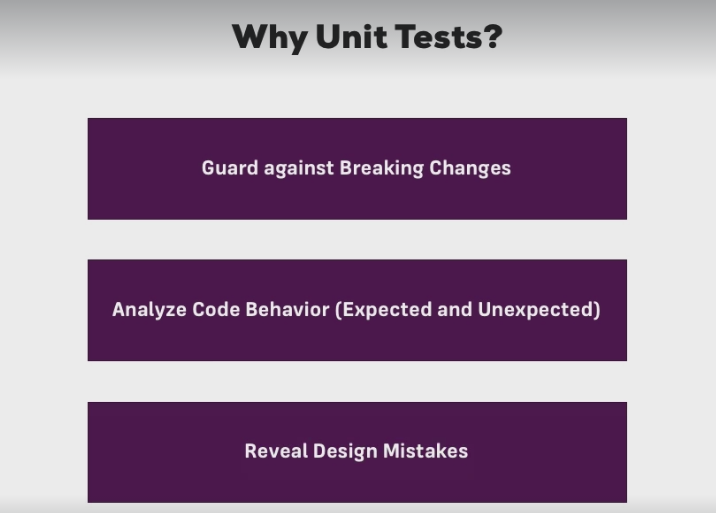 Why Unit Tests?
Guard against Breaking Changes
Analyze Code Behavior (Expected and Unexpected)
Reveal Design Mistakes